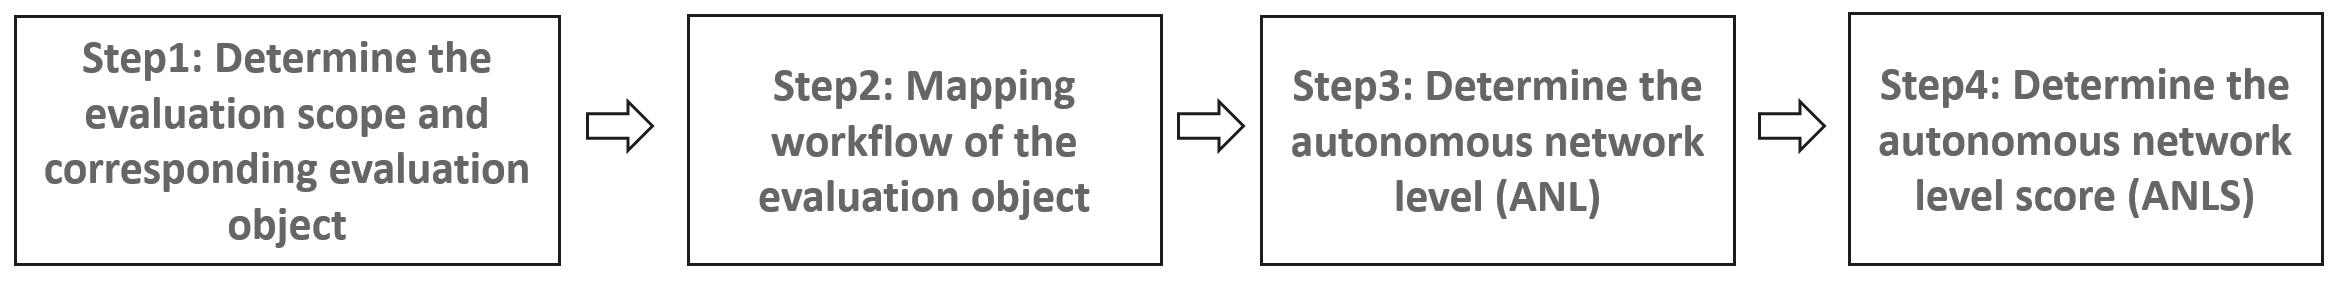 Step1: Determine the
evaluation scope and
corresponding evaluation
object
Step2: Mapping
workflow of the
evaluation object
Step3: Determine the
autonomous network
level (ANL)
Step4: Determine the
autonomous network
level score (ANLS)